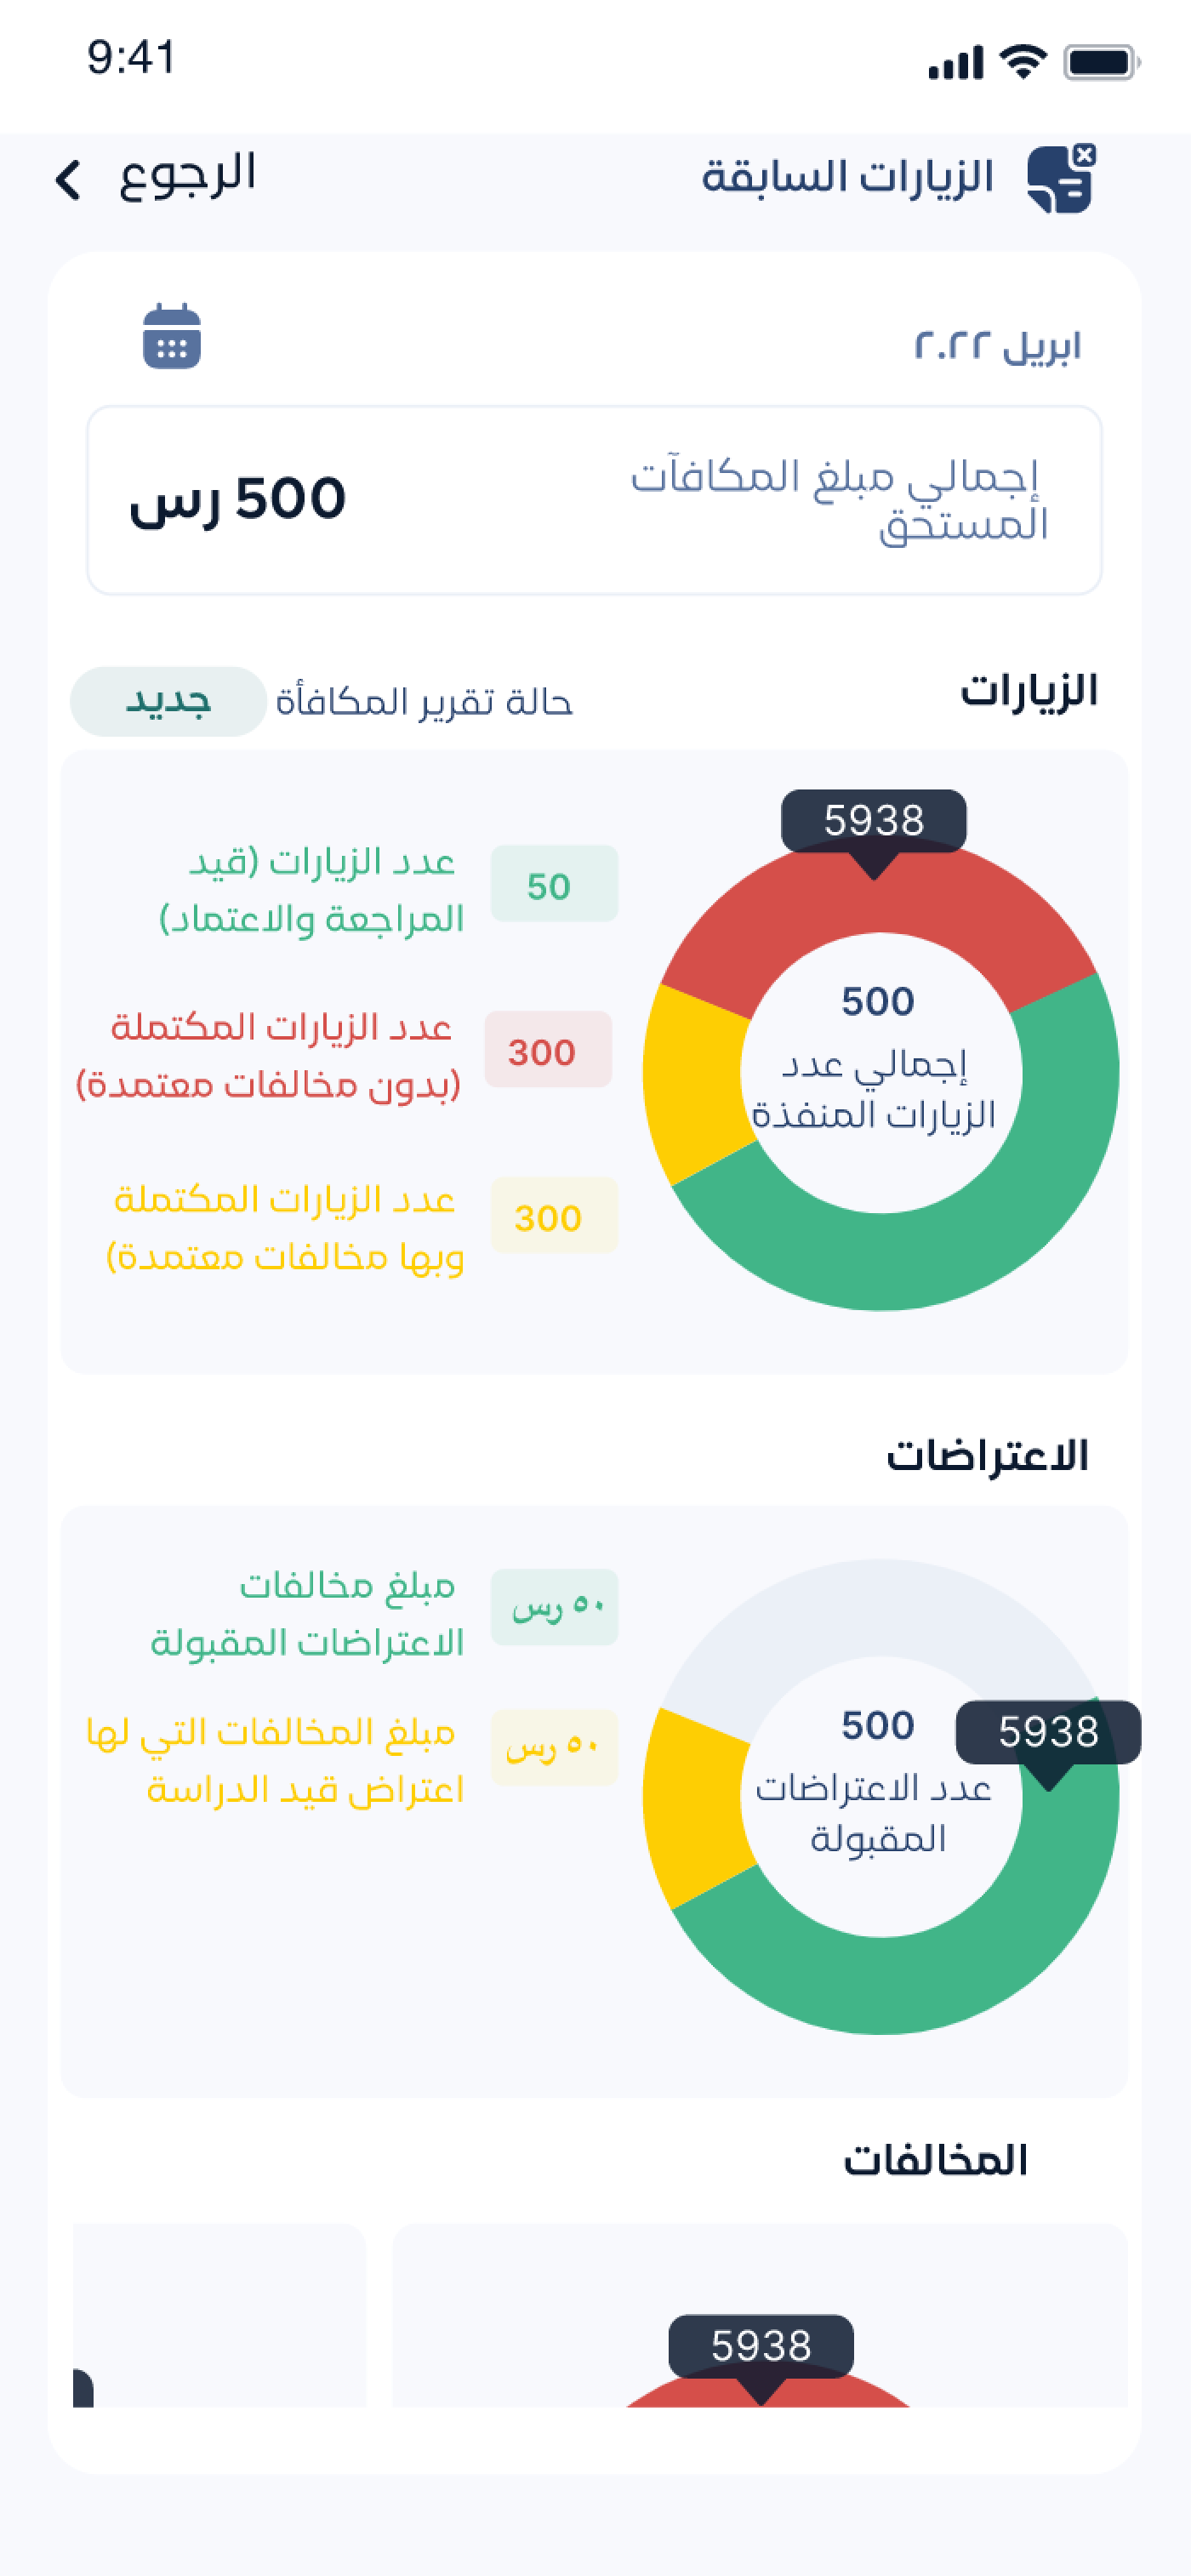 9:41
الزيارات السابقة
الرجوع
ابريل ٢٠٢٢
إجمالي مبلغ المكافآت
المستحق
500 رس
الزيارات
حالة تقرير المكافأة
جديد
5938
500
إجمالي عدد
الزيارات المنفذة
50
عدد الزيارات (قيد
المراجعة والاعتماد)
300
عدد الزيارات المكتملة
(بدون مخالفات معتمدة)
300
عدد الزيارات المكتملة
وبها مخالفات معتمدة)
الاعتراضات
5938
500
عدد الاعتراضات
المقبولة
٥٠ رس
مبلغ مخالفات
الاعتراضات المقبولة
٥٠ رس
مبلغ المخالفات التي لها
اعتراض قيد الدراسة
المخالفات
5938